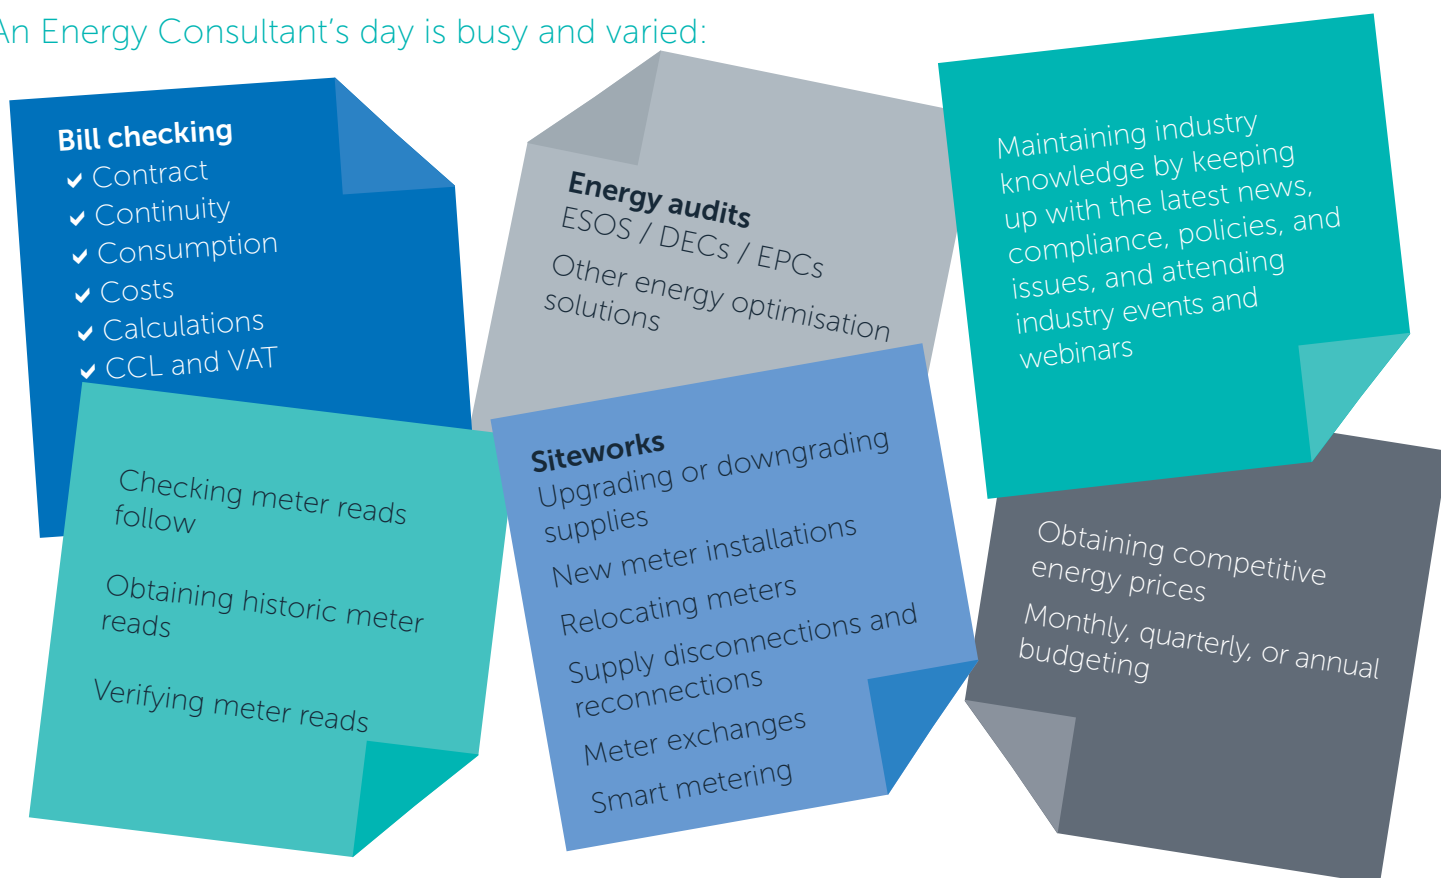 An Energy Consultant's day is busy and varied:
Bill checking
Contract
Continuity
Consumption
Costs
Calculations
CCL and VAT
Energy audits
ESOS / DECs / EPCs
Other energy optimisation
solutions
Maintaining industry
knowledge by keeping
up with the latest news,
compliance, policies, and
issues, and attending
industry events and
webinars
Checking meter reads
follow
Obtaining historic meter
reads
Verifying meter reads
Siteworks
Upgrading or downgrading
supplies
New meter installations
Relocating meters
Supply disconnections and
reconnections
Meter exchanges
Smart metering
Obtaining competitive
energy prices
Monthly, quarterly, or annual
budgeting